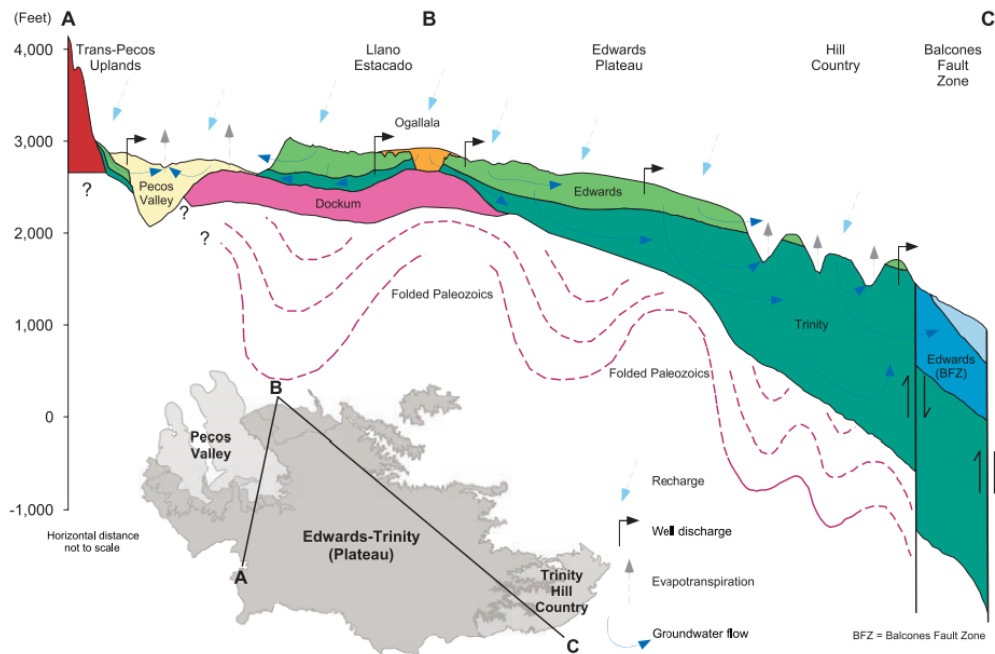 (Feet)
A
B
C
4,000
3,000
2,000
1,000
0
-1,000
Trans-Pecos
Uplands
Llano
Estacado
Edwards
Plateau
Hill
Country
Balcones
Fault
Zone
Ogallala
Pecos
Valley
Edwards
Dockum
?
?
?
Folded Paleozoics
Trinity
Edwards
(BFZ)
Folded Paleozoics
B
Pecos
Valley
Edwards-Trinity
(Plateau)
A
Trinity
Hill
Country
C
Horizontal distance
not to scale
Recharge
Well discharge
Evapotranspiration
Groundwater flow
BFZ = Balcones Fault Zone